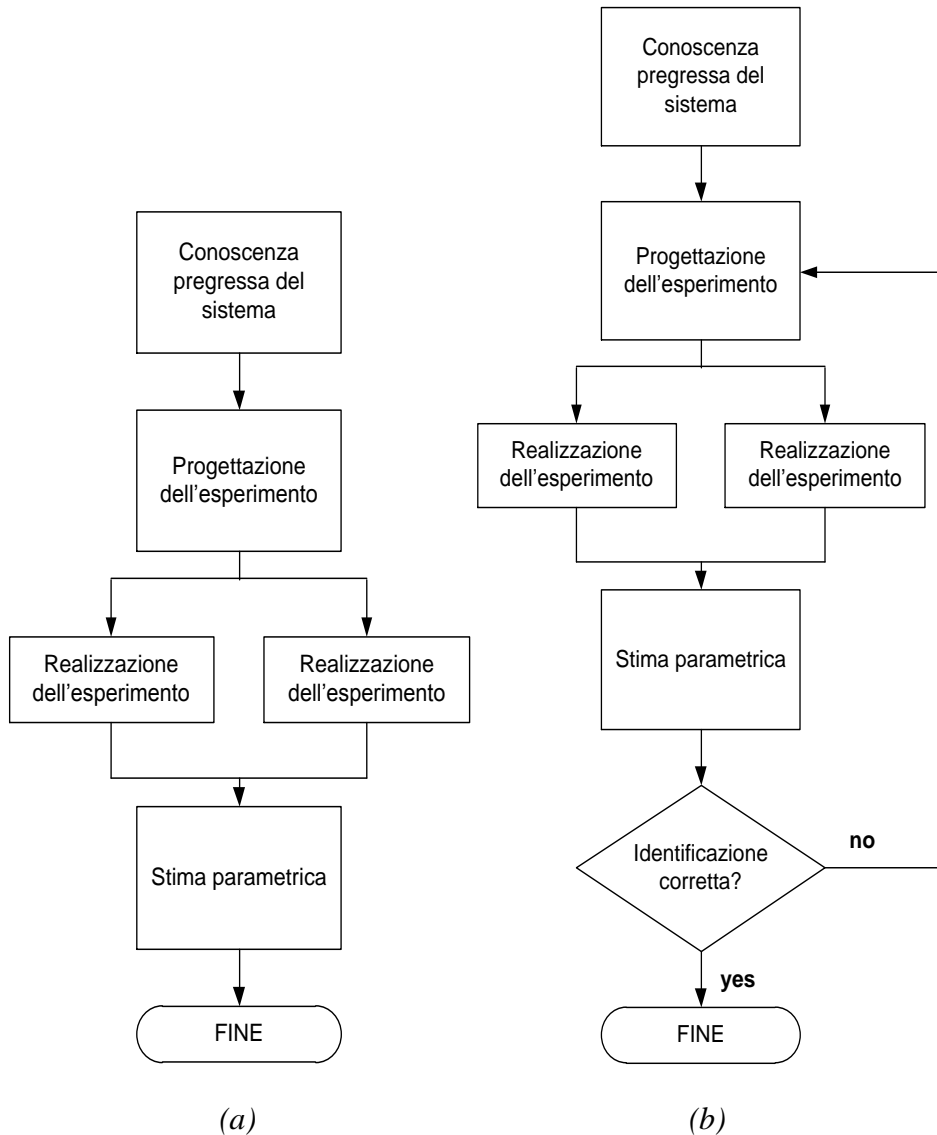 Conoscenza
pregressa del
sistema
Progettazione
dell'esperimento
Realizzazione
dell'esperimento
Realizzazione
dell'esperimento
Stima parametrica
FINE
(a)
Conoscenza
pregressa del
sistema
Progettazione
dell'esperimento
Realizzazione
dell'esperimento
Realizzazione
dell'esperimento
Stima parametrica
Identificazione
corretta?
no
yes
FINE
(b)